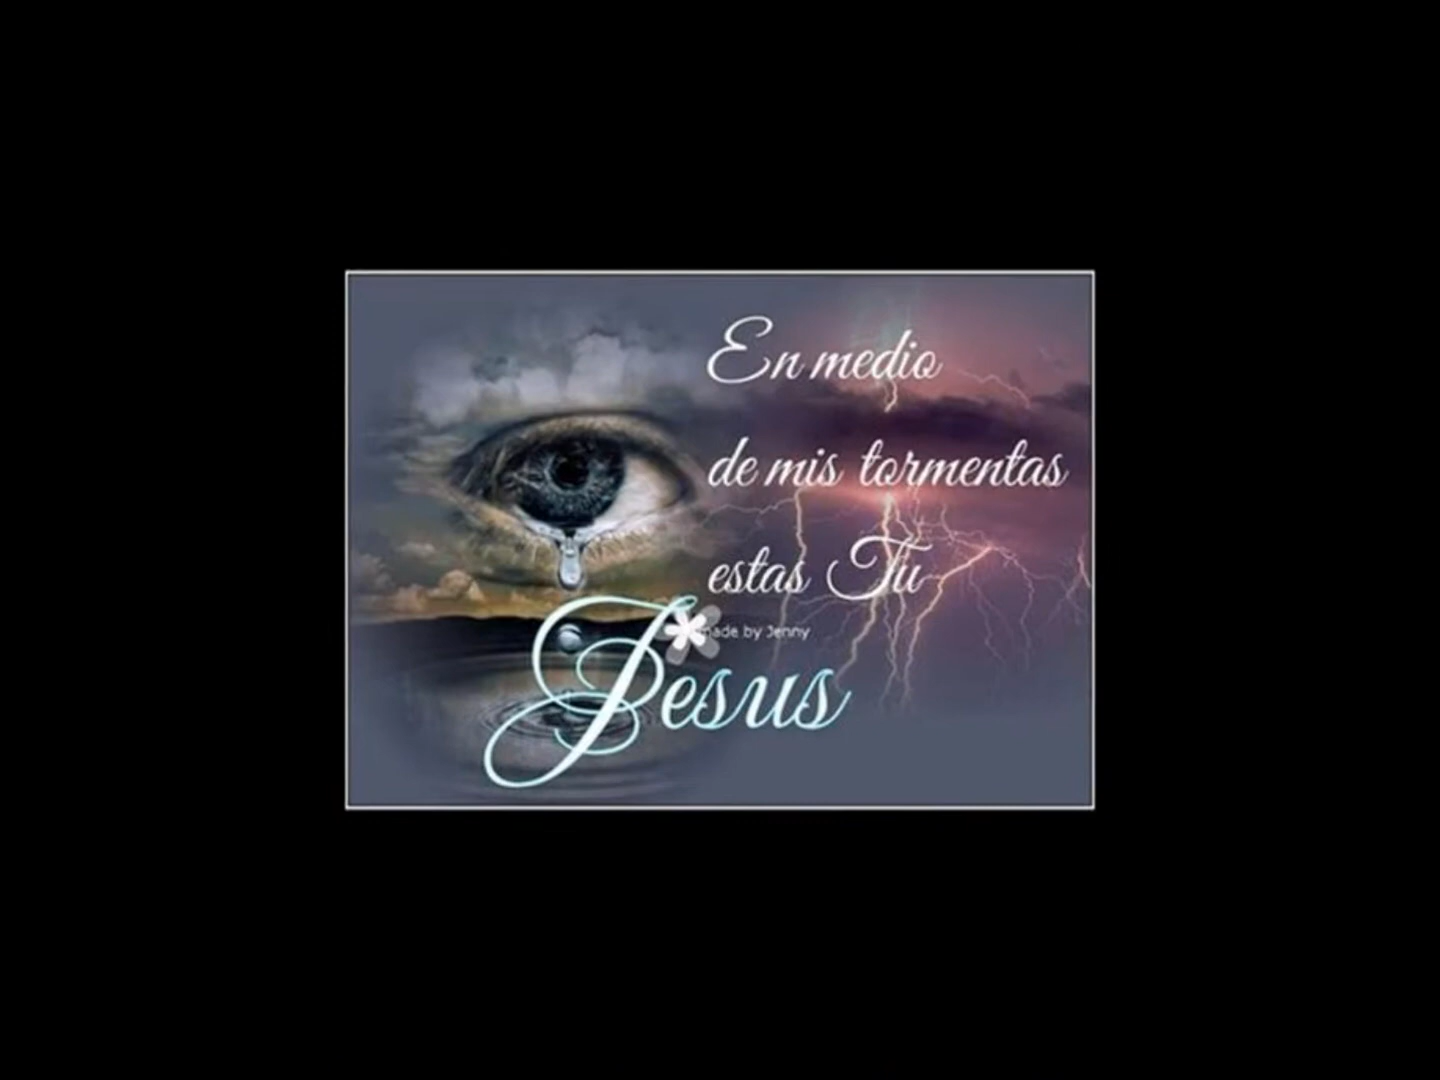 En medio
de mis tormentas
estas Tu
made by Jenny
Jesus